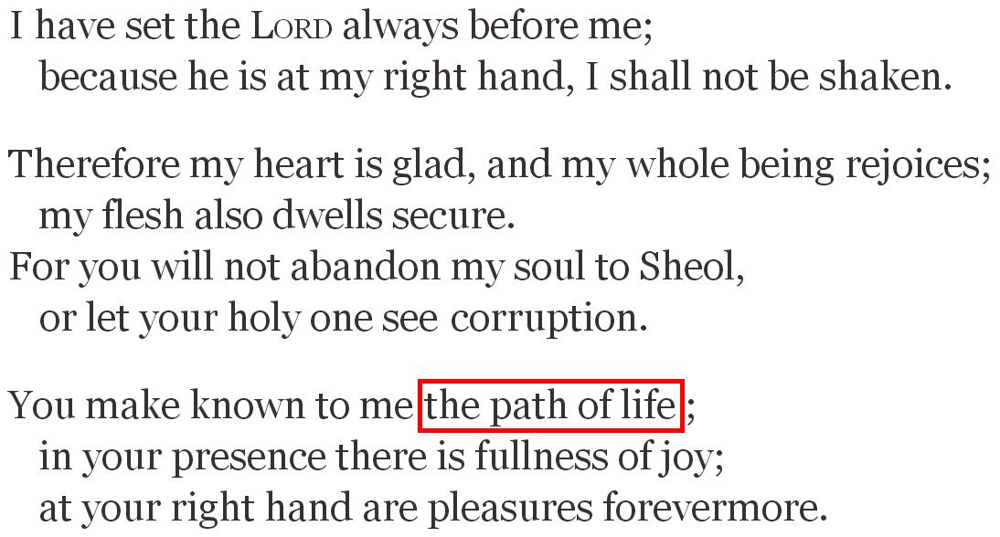 I have set the LORD always before me;
because he is at my right hand, I shall not be shaken.
Therefore my heart is glad, and my whole being rejoices;
my flesh also dwells secure.
For you will not abandon my soul to Sheol,
or let your holy one see corruption.
You make known to me the path of life;
in your presence there is fullness of joy;
at your right hand are pleasures forevermore.